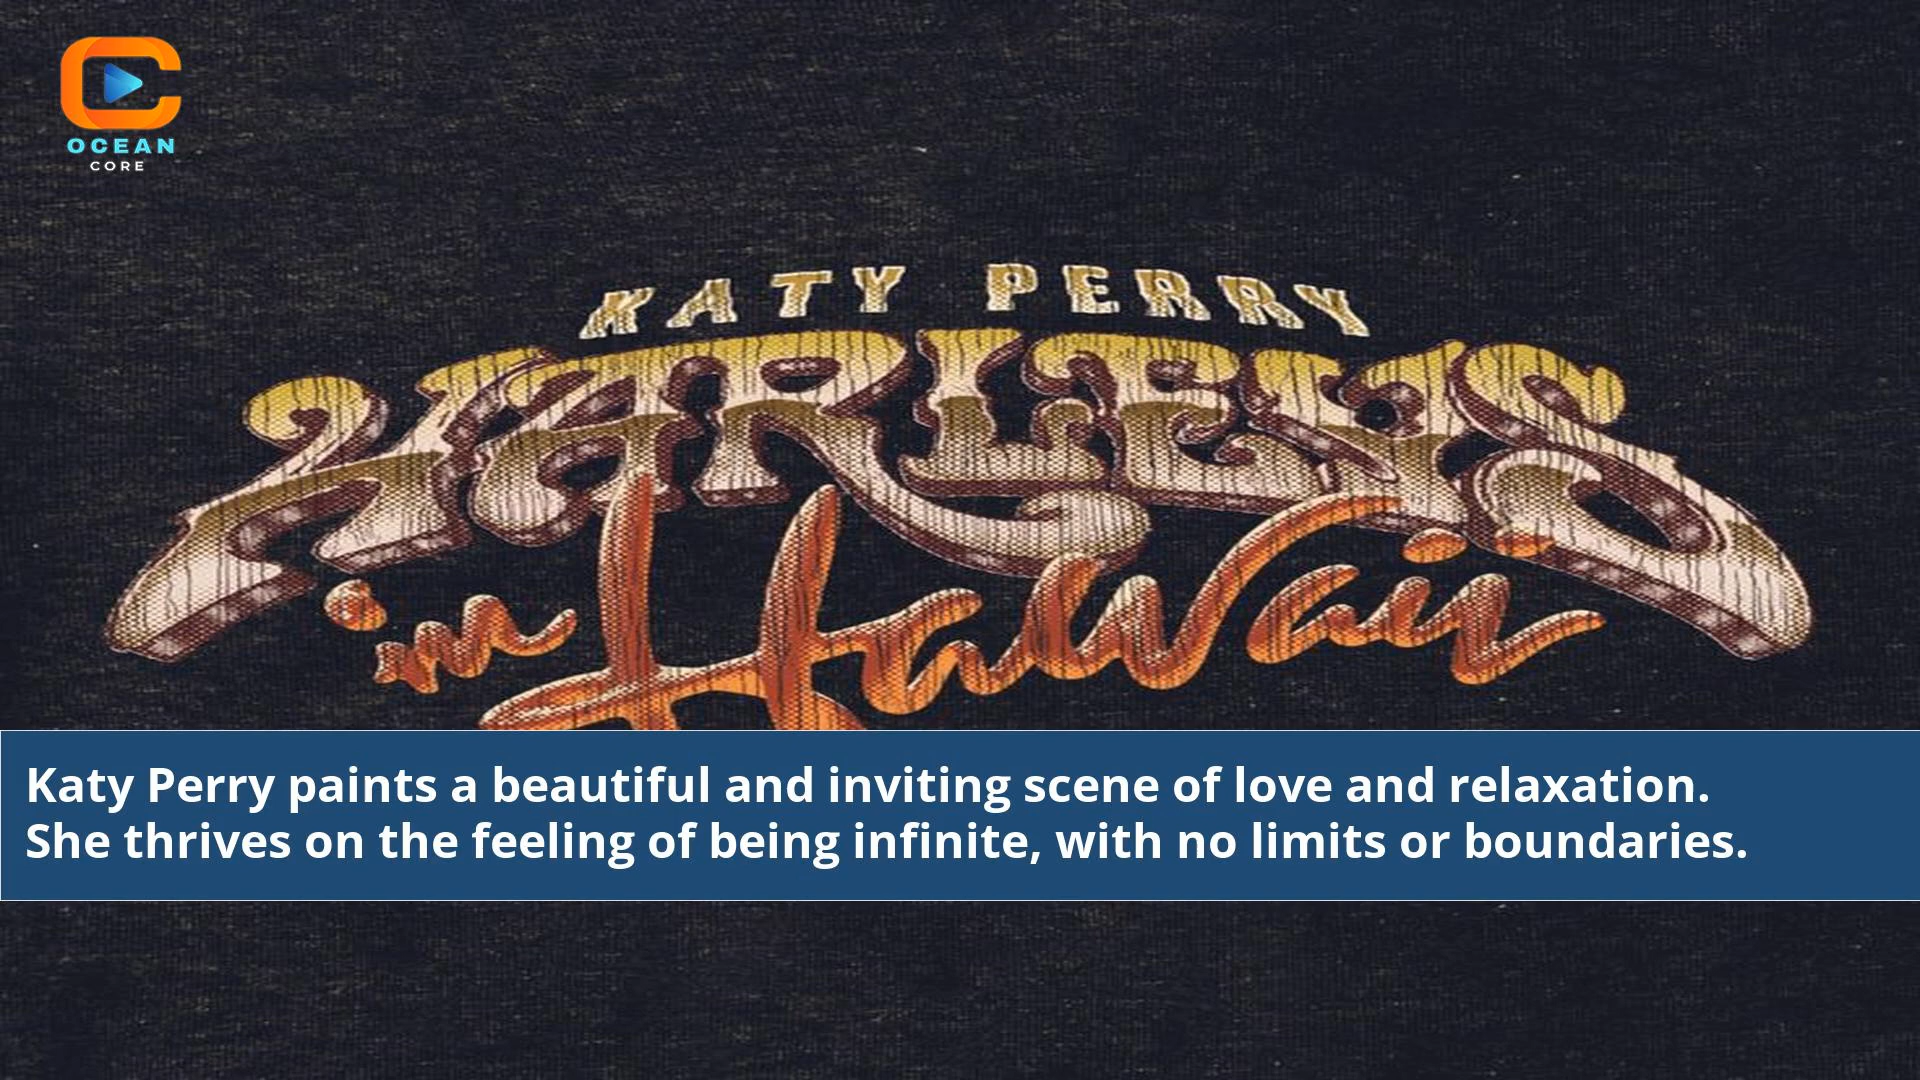 OCEAN
CORE
KATY PERRY
HARLEYS
in Hawaii
Katy Perry paints a beautiful and inviting scene of love and relaxation.
She thrives on the feeling of being infinite, with no limits or boundaries.